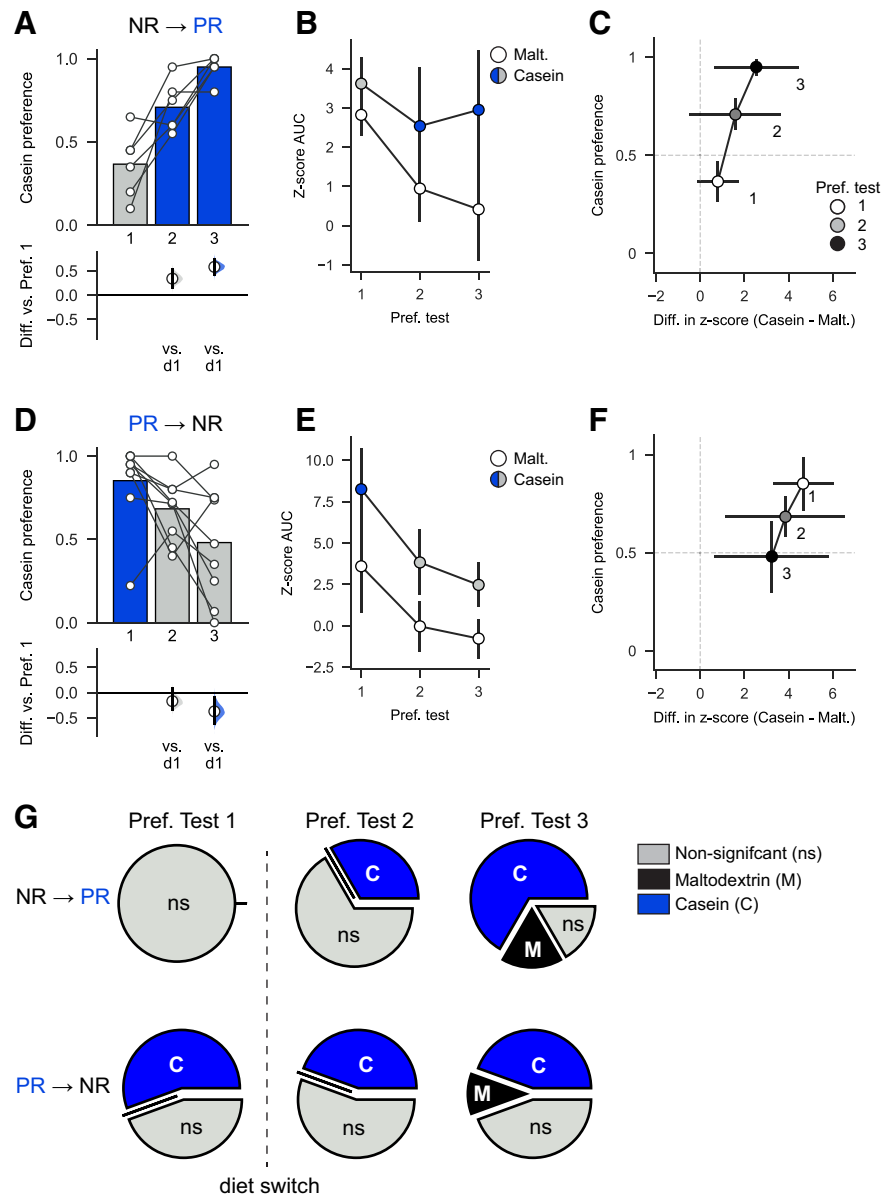 A
NR → PR
Casein preference
1.0
0.5
0.0
1
2
3
Diff. vs. Pref. 1
0.5
0.0
−0.5
vs.
d1
vs.
d1
B
Malt.
Casein
Z-score AUC
4
3
2
1
0
−1
1
2
3
Pref. test
C
Casein preference
1
0.5
0
3
2
1
Pref. test
1
2
3
−2
0
2
4
6
Diff. in z-score (Casein - Malt.)
D
PR → NR
Casein preference
1.0
0.5
0.0
1
2
3
Diff. vs. Pref. 1
0.5
0.0
−0.5
vs.
d1
vs.
d1
E
Malt.
Casein
Z-score AUC
10.0
7.5
5.0
2.5
0.0
−2.5
1
2
3
Pref. test
F
Casein preference
1
0.5
0
1
2
3
−2
0
2
4
6
Diff. in z-score (Casein - Malt.)
G
Pref. Test 1
Pref. Test 2
Pref. Test 3
Non-signifcant (ns)
Maltodextrin (M)
Casein (C)
NR → PR
ns
C
ns
C
M
ns
PR → NR
C
ns
C
ns
C
M
ns
diet switch